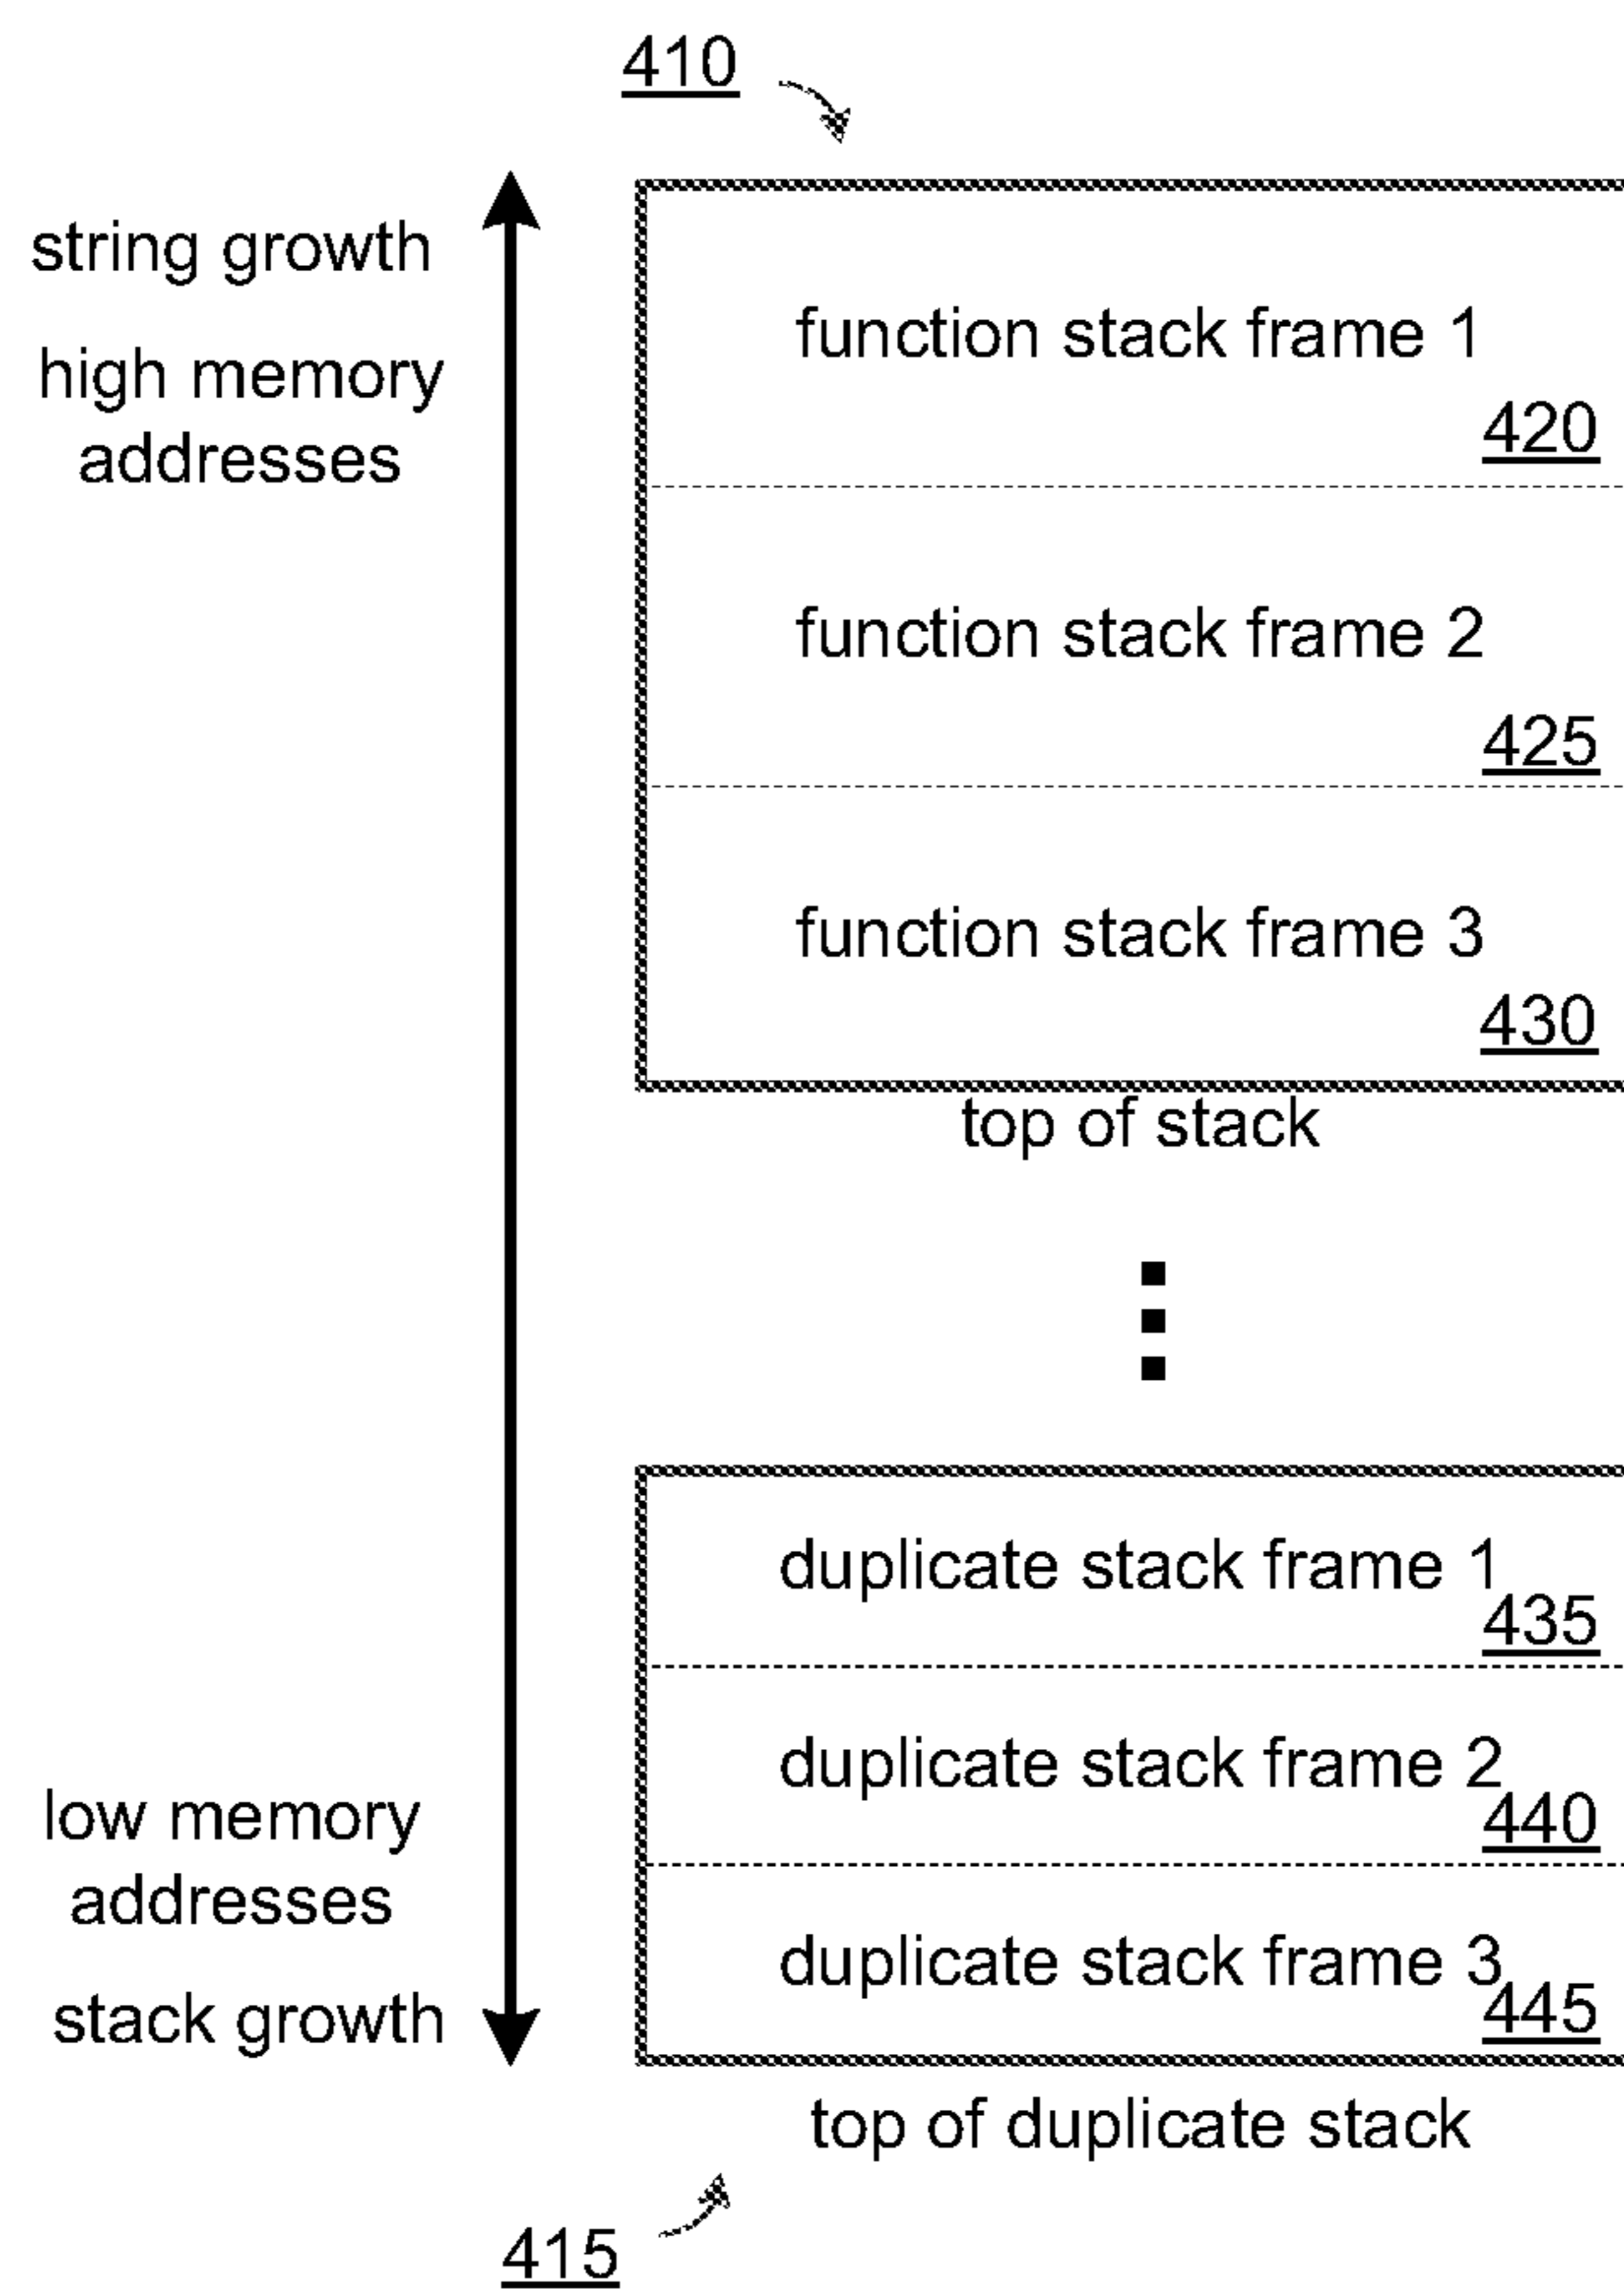 410
string growth
high memory
addresses
function stack frame 1
420
function stack frame 2
425
function stack frame 3
430
top of stack
duplicate stack frame 1
435
duplicate stack frame 2
440
low memory
addresses
duplicate stack frame 3
445
stack growth
top of duplicate stack
415